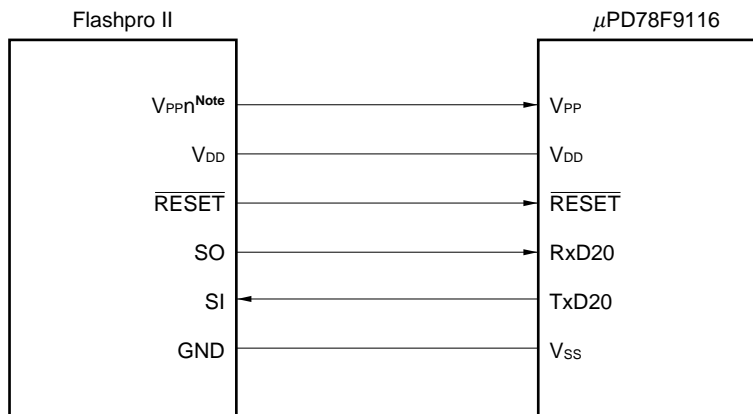 Flashpro II μPD78F9116
VPPnNote VPP
VDD VDD
RESET RESET
SO RxD20
SI TxD20
GND VSS